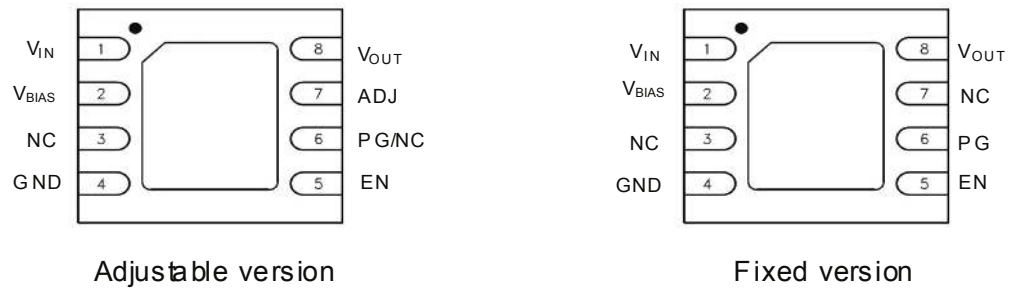 VIN 1 8 VOUT
VBIAS 2 7 ADJ
NC 3 6 PG/NC
GND 4 5 EN
Adjustable version
VIN 1 8 VOUT
VBIAS 2 7 NC
NC 3 6 PG
GND 4 5 EN
Fixed version